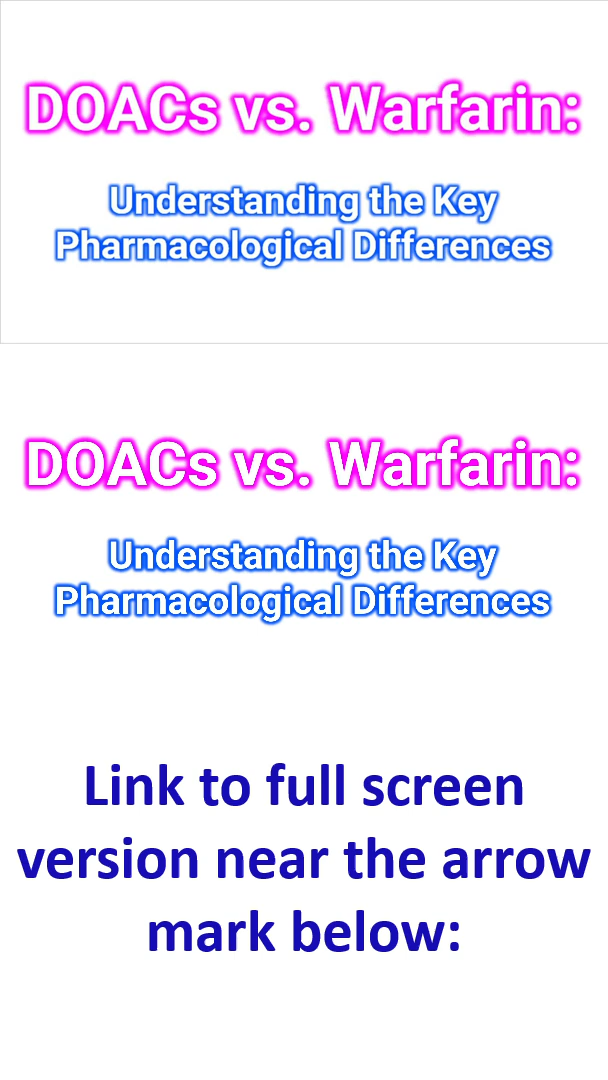 DOACs vs. Warfarin:
Understanding the Key
Pharmacological Differences
DOACs vs. Warfarin:
Understanding the Key
Pharmacological Differences
Link to full screen
version near the arrow
mark below: